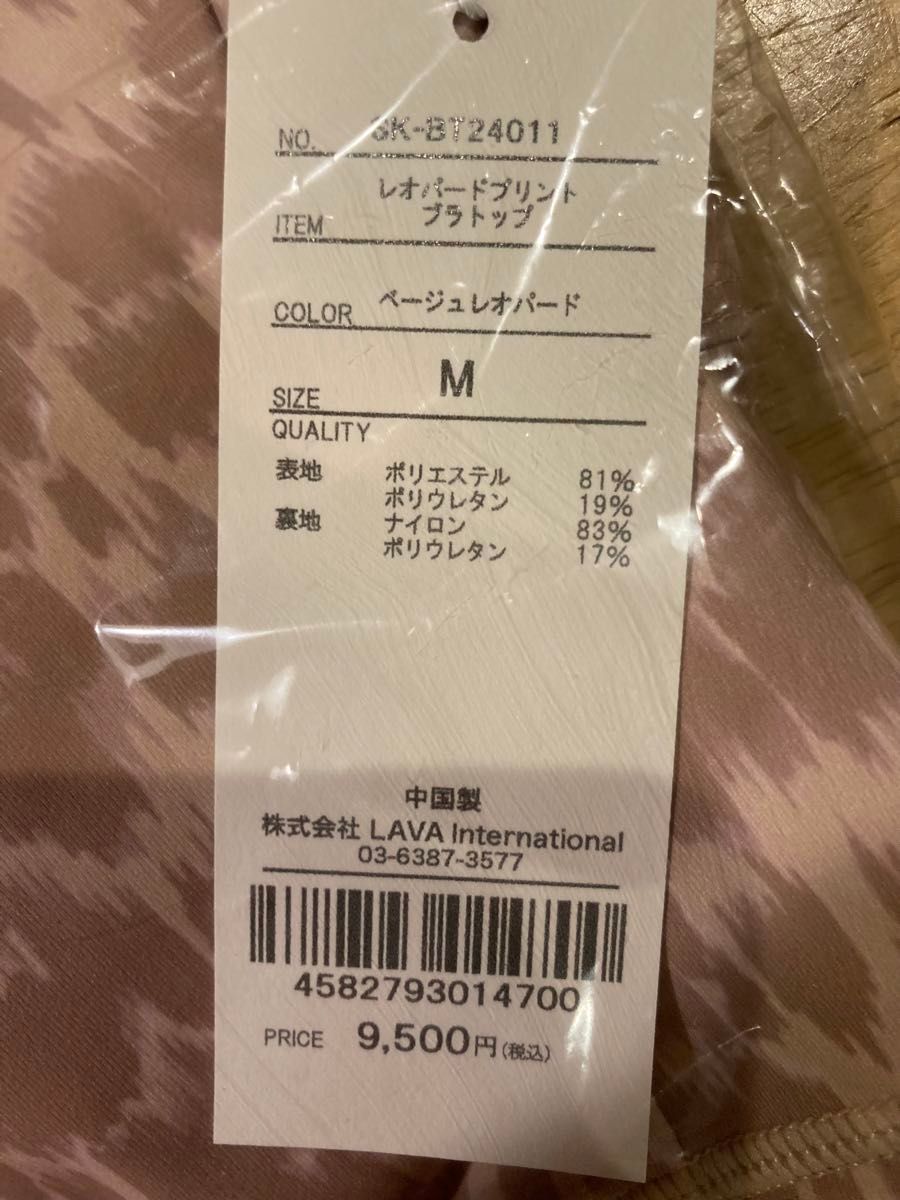 NO. SK-BT24011
レオパードプリント
ITEM ブラトップ
COLOR ベージュレオパード
SIZE M
QUALITY
表地 ポリエステル 81%
ポリウレタン 19%
裏地 ナイロン 83%
ポリウレタン 17%
中国製
株式会社 LAVA International
03-6387-3577
4582793014700
PRICE 9,500円(税込)